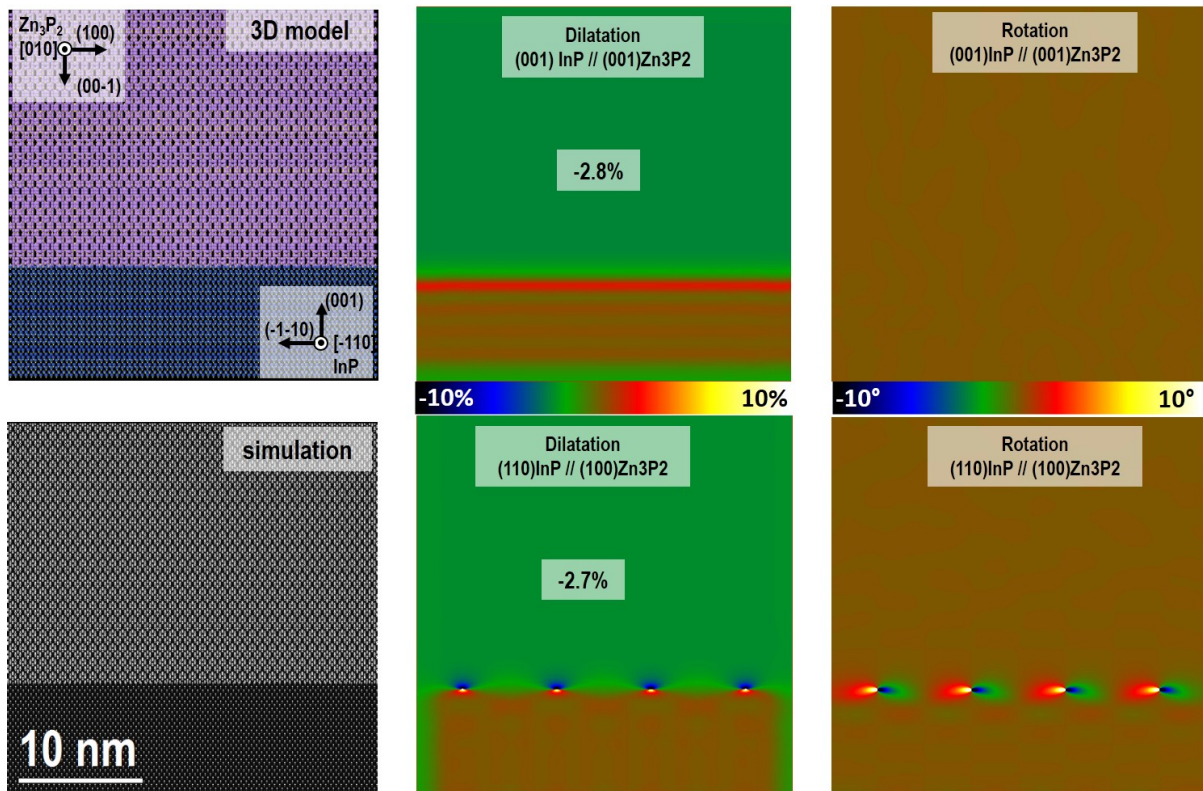 Zn3P2
[010]
(100)
(00-1)
3D model
(001)
(-1-10)
[-110]
InP
Dilatation
(001) InP // (001)Zn3P2
-2.8%
Rotation
(001)InP // (001)Zn3P2
-10%
10%
-10º
10º
simulation
10 nm
Dilatation
(110)InP // (100)Zn3P2
-2.7%
Rotation
(110)InP // (100)Zn3P2